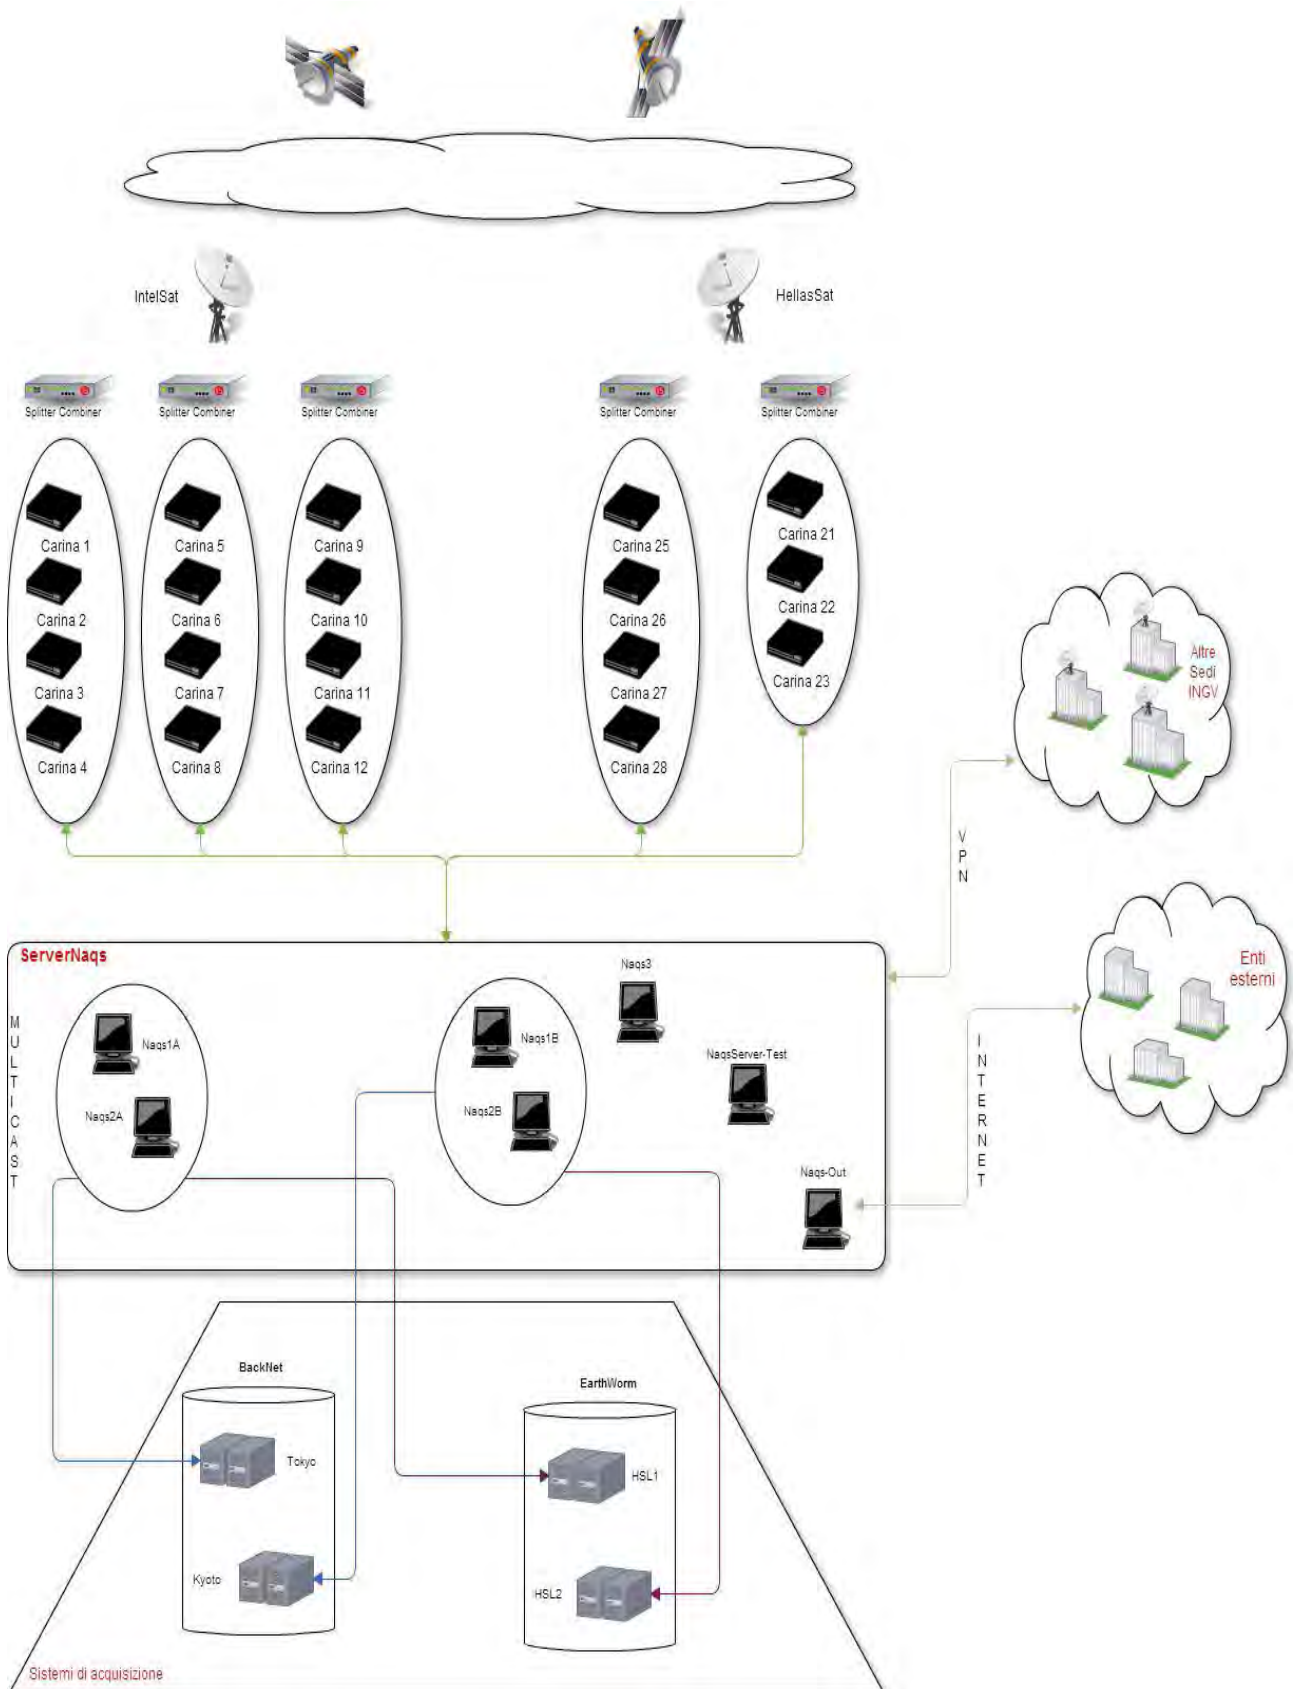 IntelSat
HellasSat
Splitter Combiner
Splitter Combiner
Splitter Combiner
Splitter Combiner
Splitter Combiner
Carina 1
Carina 2
Carina 3
Carina 4
Carina 5
Carina 6
Carina 7
Carina 8
Carina 9
Carina 10
Carina 11
Carina 12
Carina 25
Carina 26
Carina 27
Carina 28
Carina 21
Carina 22
Carina 23
Altre
Sedi
INGV
VPN
Enti
esterni
INTERNET
ServerNaqs
MULTICAST
Naqs1A
Naqs2A
Naqs1B
Naqs2B
Naqs3
NaqsServer-Test
Naqs-Out
BackNet
Tokyo
Kyoto
EarthWorm
HSL1
HSL2
Sistemi di acquisizione